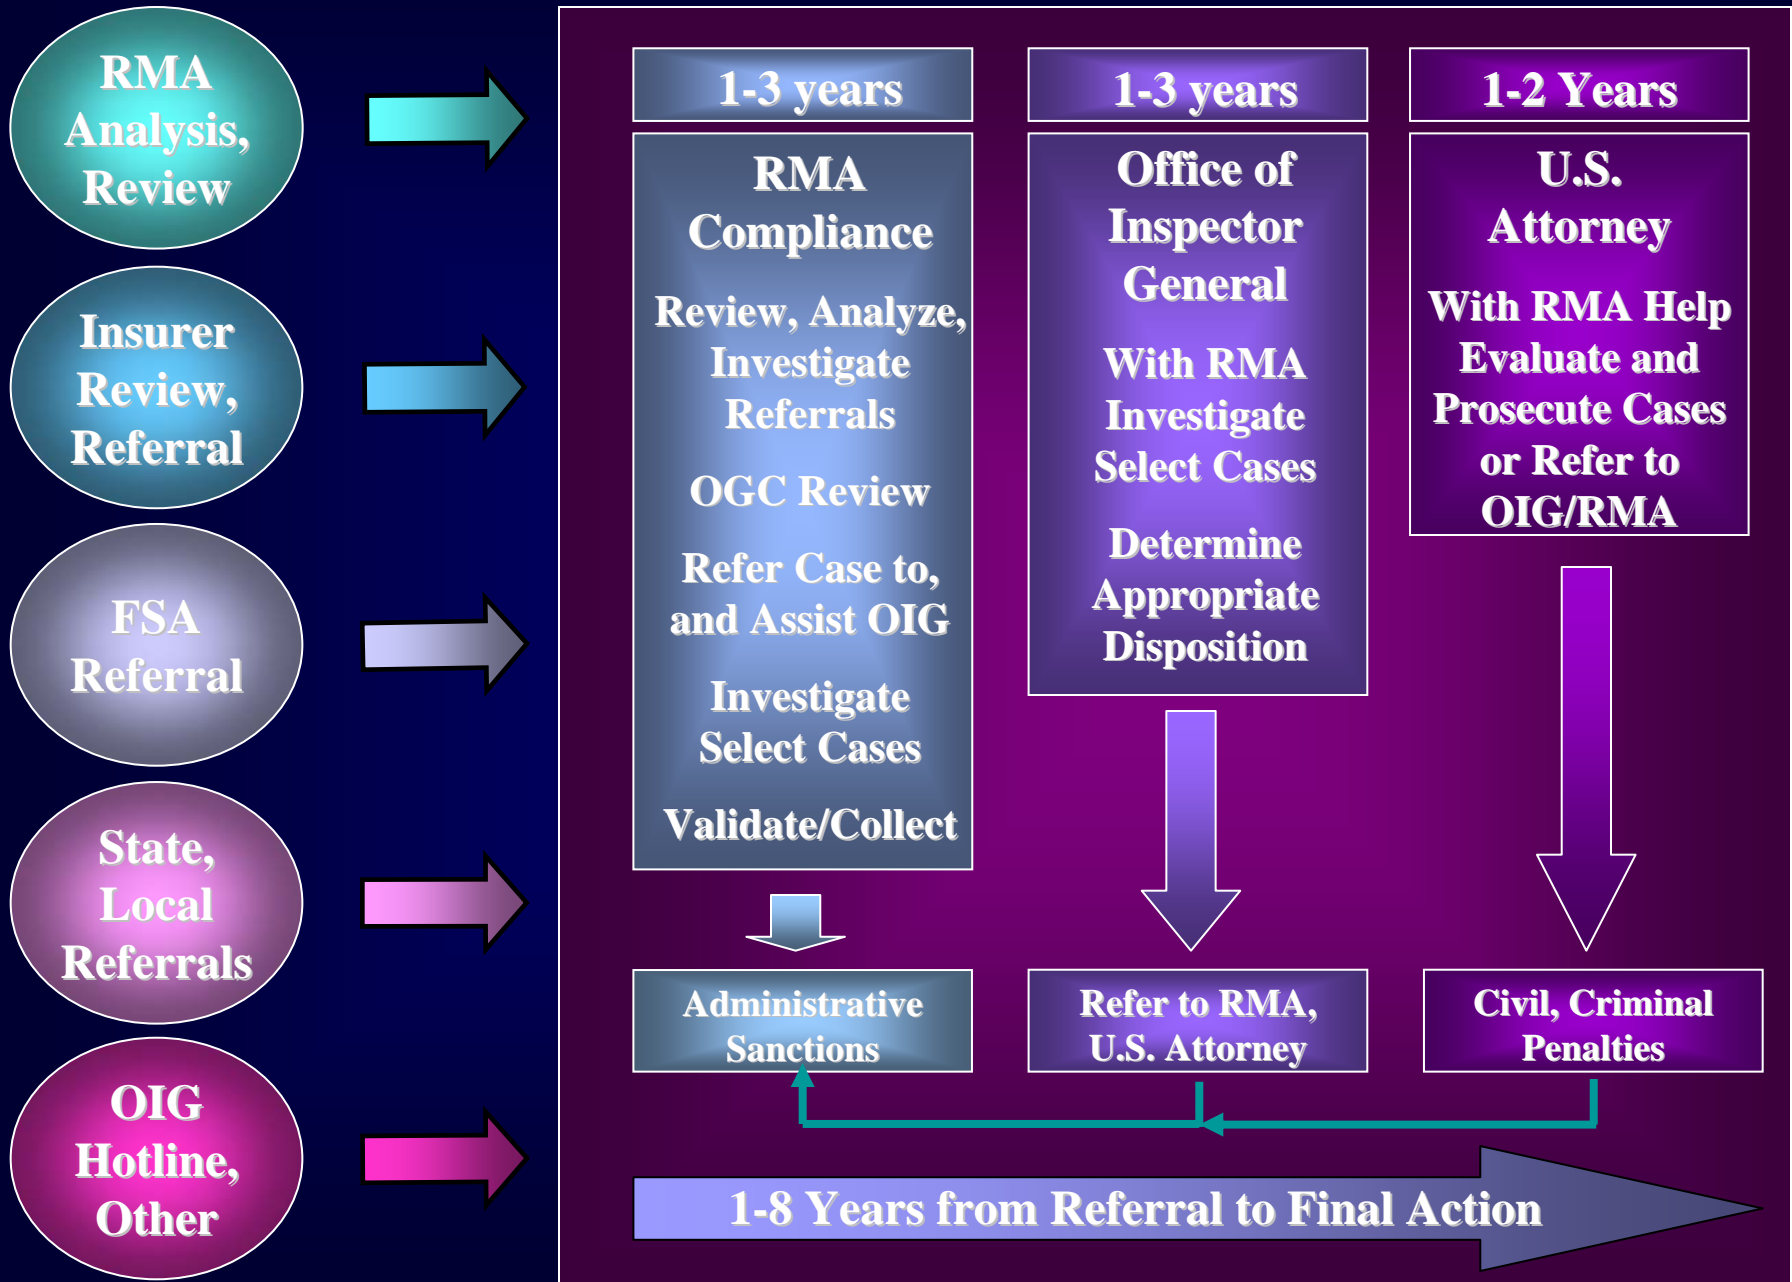 RMA
Analysis,
Review
Insurer
Review,
Referral
FSA
Referral
State,
Local
Referrals
OIG
Hotline,
Other
1-3 years
RMA
Compliance
Review, Analyze,
Investigate
Referrals
OGC Review
Refer Case to,
and Assist OIG
Investigate
Select Cases
Validate/Collect
Administrative
Sanctions
1-3 years
Office of
Inspector
General
With RMA
Investigate
Select Cases
Determine
Appropriate
Disposition
Refer to RMA,
U.S. Attorney
1-2 Years
U.S.
Attorney
With RMA Help
Evaluate and
Prosecute Cases
or Refer to
OIG/RMA
Civil, Criminal
Penalties
1-8 Years from Referral to Final Action